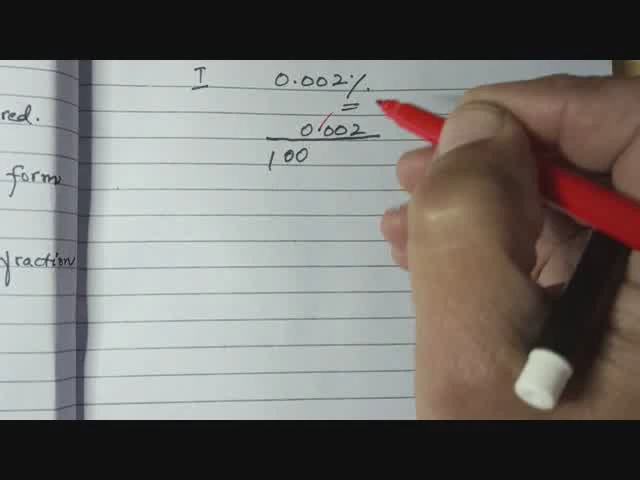 I 0.002%.
=
0.002
100
red.
form
fraction